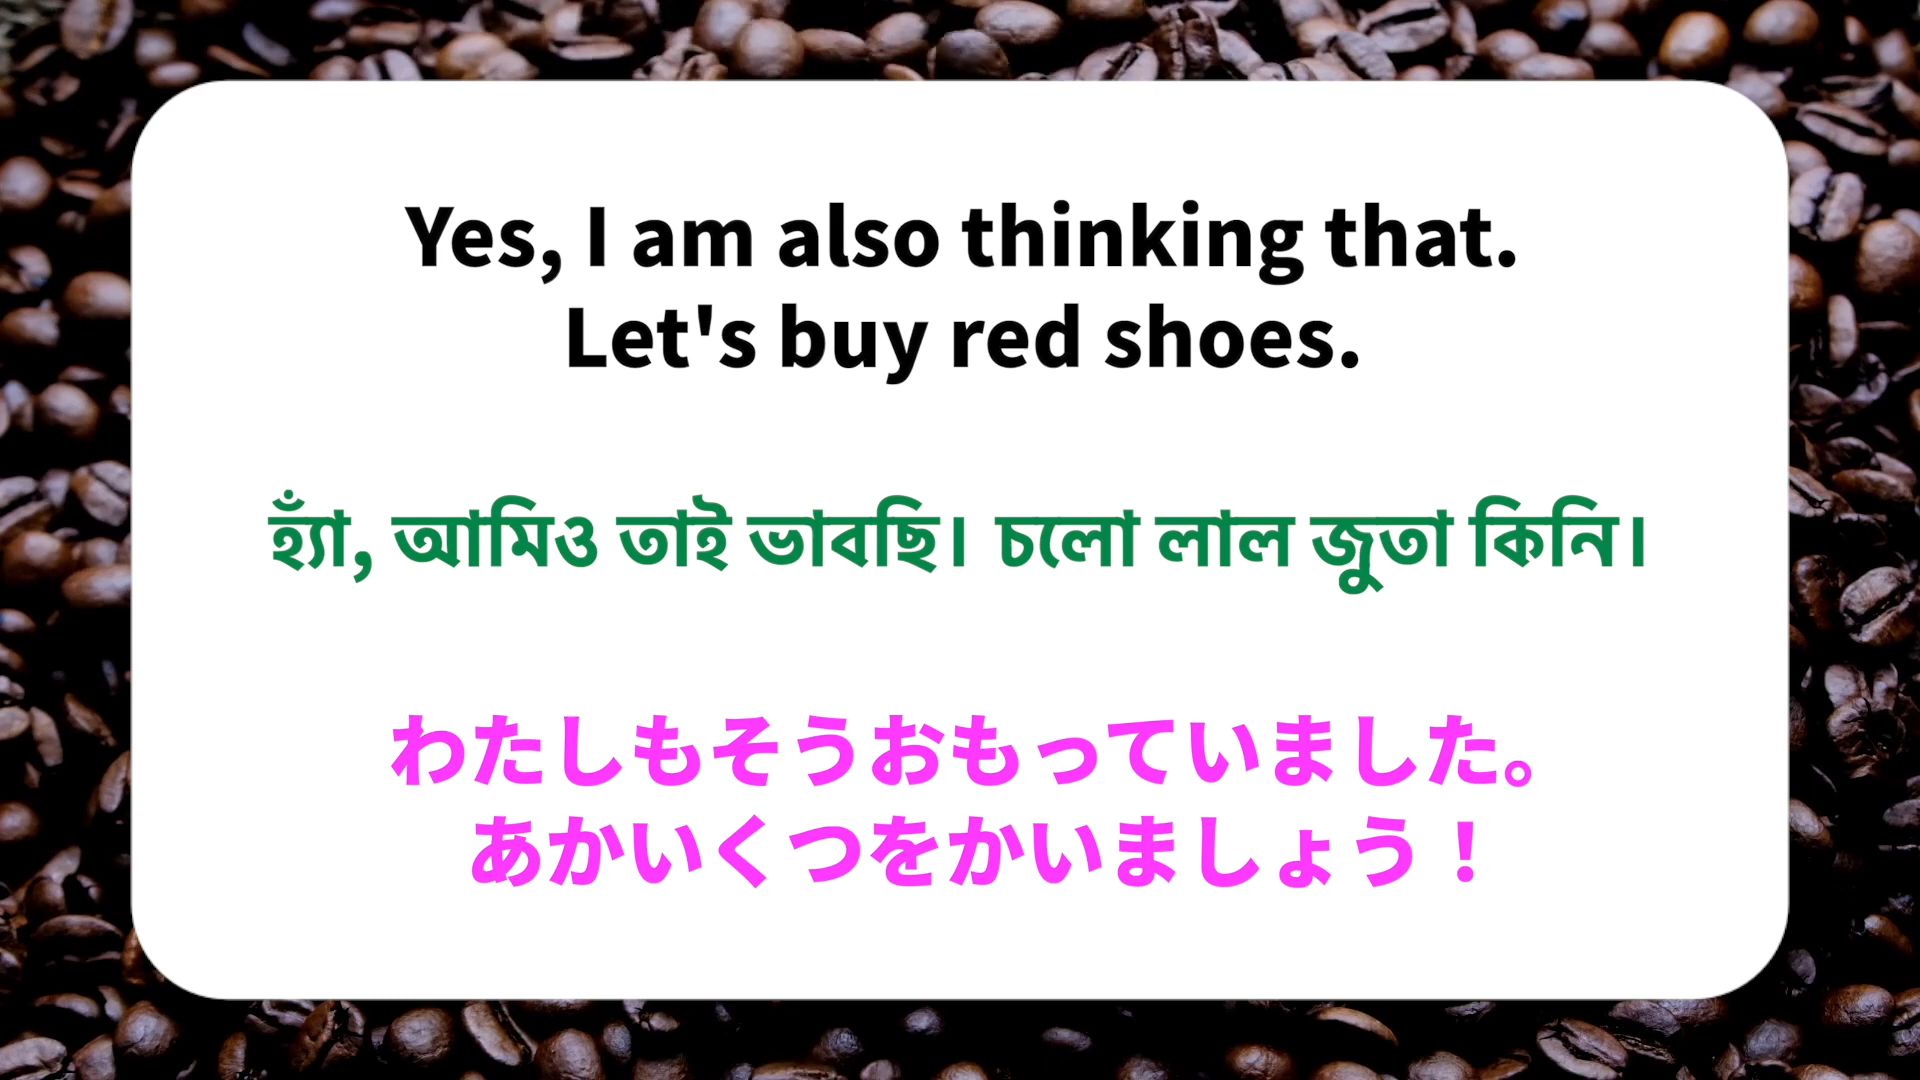 Yes, I am also thinking that.
Let's buy red shoes.
হ্যাঁ, আমিও তাই ভাবছি। চলো লাল জুতা কিনি।
わたしもそうおもっていました。
あかいくつをかいましょう！